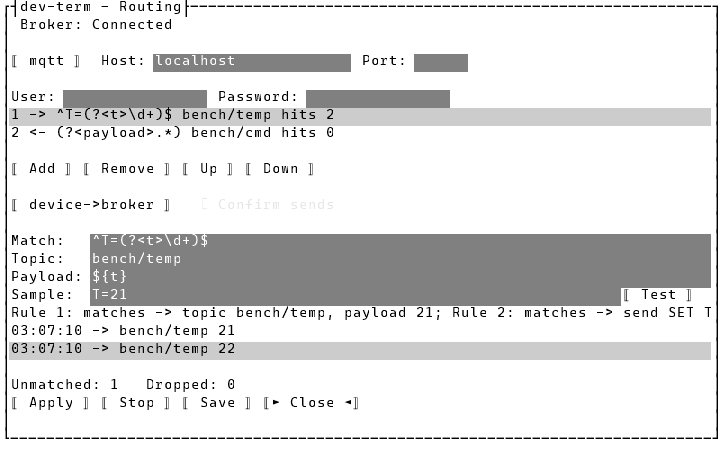 dev-term - Routing
Broker: Connected
[ mqtt ] Host: localhost Port:
User: Password:
1 -> ^T=(?<t>\d+)$ bench/temp hits 2
2 <- (?<payload>.*) bench/cmd hits 0
[ Add ] [ Remove ] [ Up ] [ Down ]
[ device->broker ] [ Confirm sends
Match: ^T=(?<t>\d+)$
Topic: bench/temp
Payload: ${t}
Sample: T=21 [ Test ]
Rule 1: matches -> topic bench/temp, payload 21; Rule 2: matches -> send SET T
03:07:10 -> bench/temp 21
03:07:10 -> bench/temp 22
Unmatched: 1 Dropped: 0
[ Apply ] [ Stop ] [ Save ] [► Close ◄]